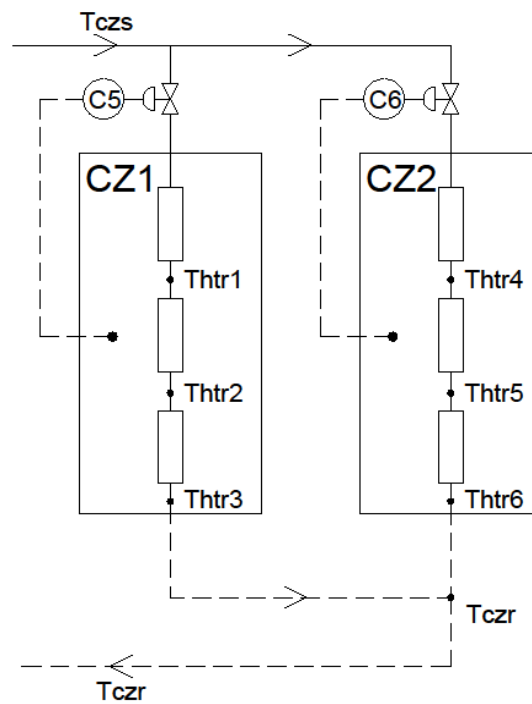 Tczs
C5
C6
CZ1
CZ2
Thtr1
Thtr4
Thtr2
Thtr5
Thtr3
Thtr6
Tczr
Tczr